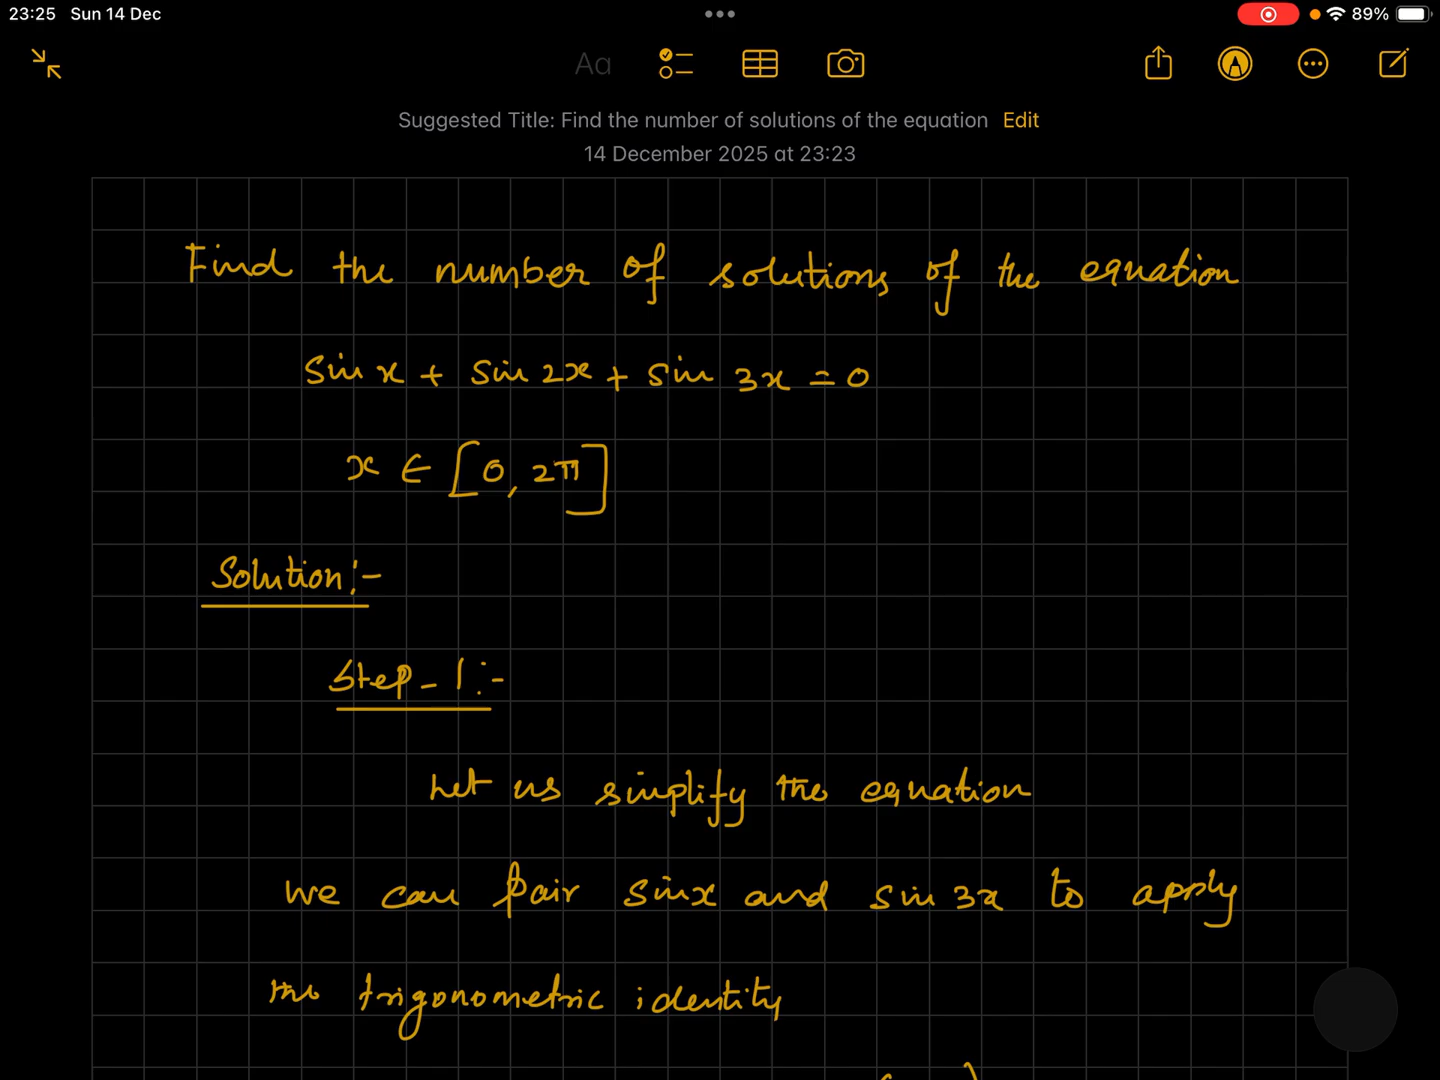 23:25 Sun 14 Dec
89%
Aa
Suggested Title: Find the number of solutions of the equation Edit
14 December 2025 at 23:23
Find the number of solutions of the equation
sin x + sin 2x + sin 3x = 0
x ∈ [0, 2π]
Solution:-
Step-1:-
Let us simplify the equation
we can pair sinx and sin 3x to apply
the trigonometric identity